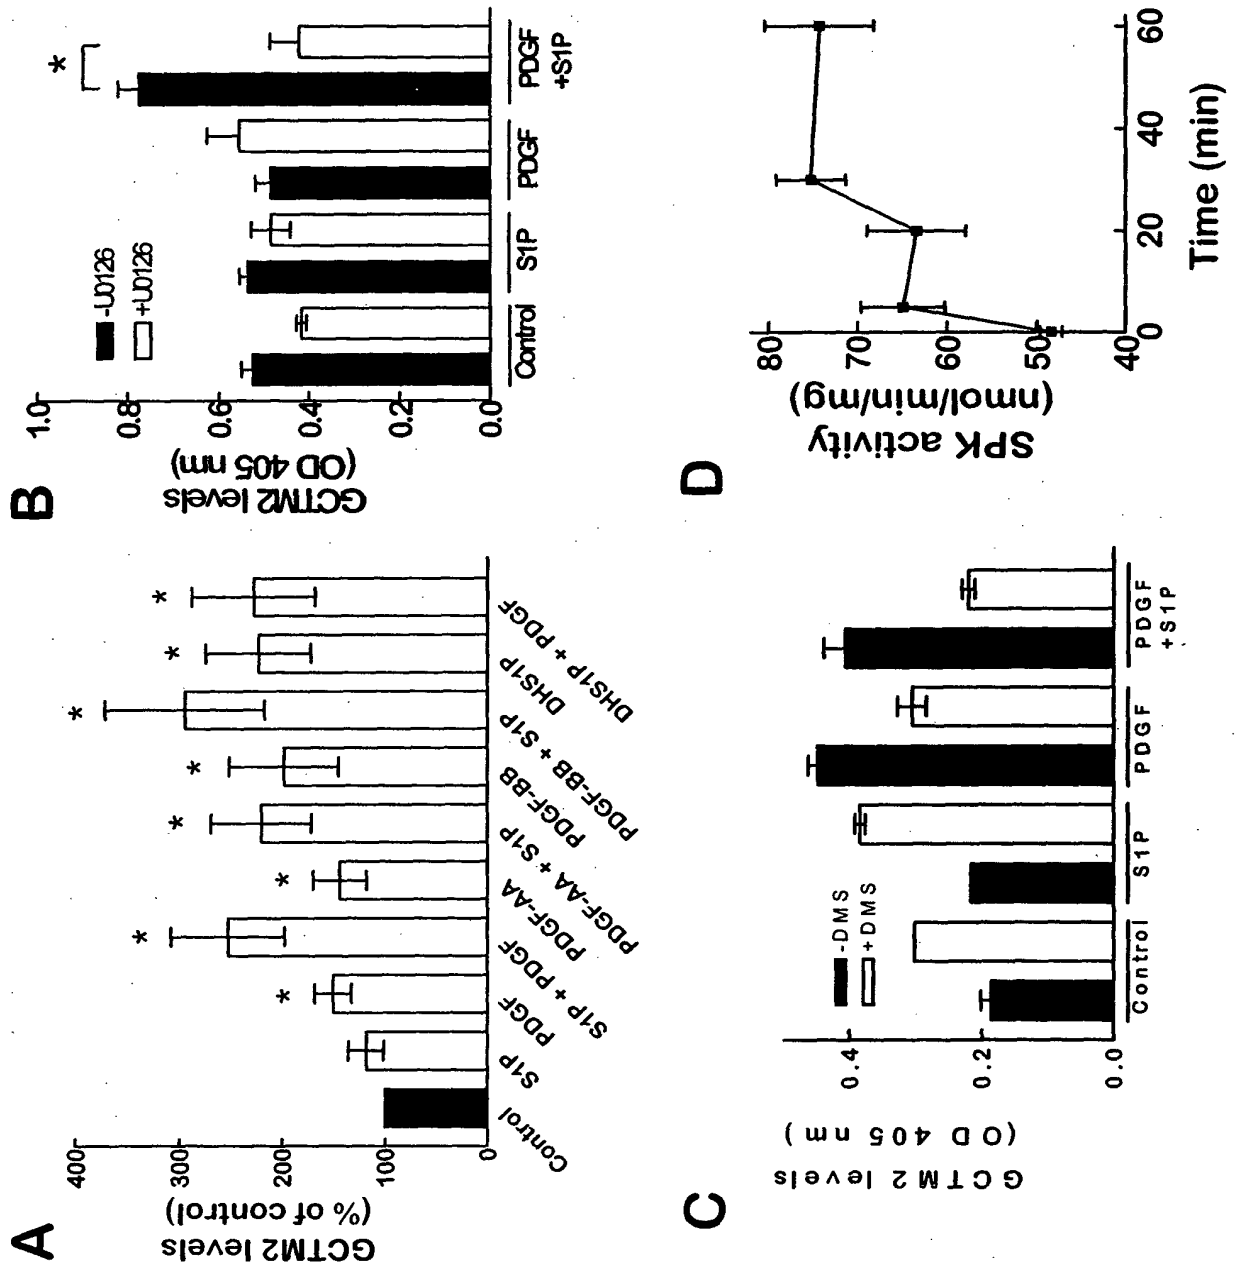 A
GCTM2 levels
(% of control)
400
300
200
100
0
Control
S1P
PDGF
S1P + PDGF
PDGF-AA
PDGF-AA + S1P
PDGF-BB
PDGF-BB + S1P
DHS1P
DHS1P + PDGF
*
*
*
*
*
*
*
*
B
GCTM2 levels
(OD 405 nm)
1.0
0.8
0.6
0.4
0.2
0.0
-U0126
+U0126
*
Control
S1P
PDGF
PDGF
+S1P
C
GCTM2 levels
(OD 405 nm)
0.4
0.2
0.0
-DMS
+DMS
Control
S1P
PDGF
PDGF
+S1P
D
SPK activity
(nmol/min/mg)
80
70
60
50
40
0
20
40
60
Time (min)